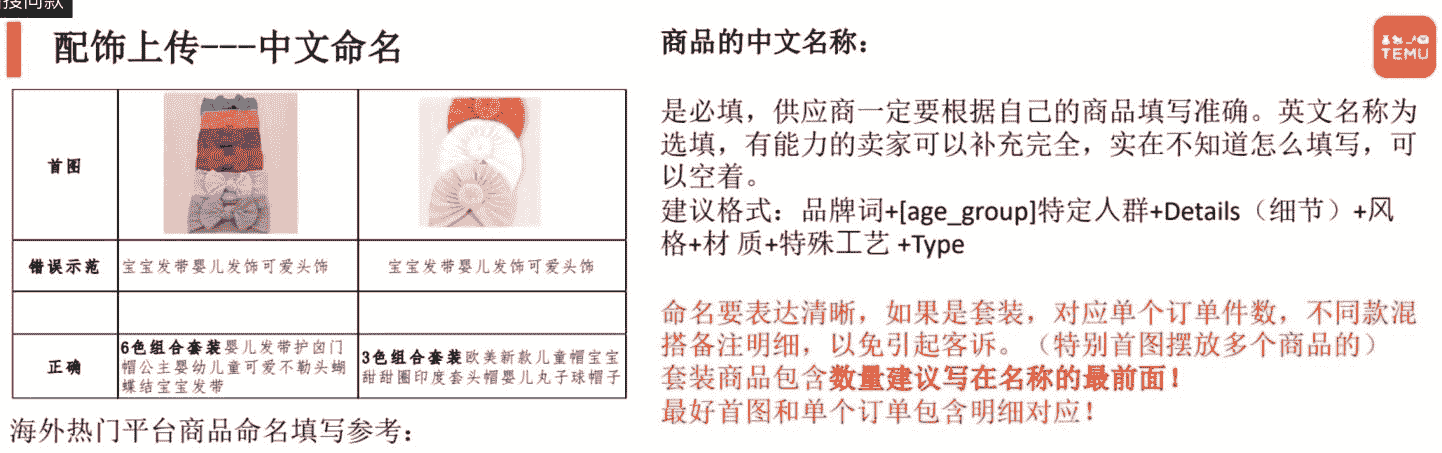 配饰上传---中文命名
首图
错误示范
宝宝发带婴儿发饰可爱头饰
宝宝发带婴儿发饰可爱头饰
正确
6色组合套装婴儿发带护囟门
帽公主婴幼儿童可爱不勒头蝴
蝶结宝宝发带
3色组合套装欧美新款儿童帽宝宝
甜甜圈印度套头帽婴儿丸子球帽子
海外热门平台商品命名填写参考：
商品的中文名称：
TEMU
是必填，供应商一定要根据自己的商品填写准确。英文名称为
选填，有能力的卖家可以补充完全，实在不知道怎么填写，可
以空着。
建议格式：品牌词+[age_group]特定人群+Details（细节）+风
格+材 质+特殊工艺 +Type
命名要表达清晰，如果是套装，对应单个订单件数，不同款混
搭备注明细，以免引起客诉。（特别首图摆放多个商品的）
套装商品包含数量建议写在名称的最前面！
最好首图和单个订单包含明细对应！